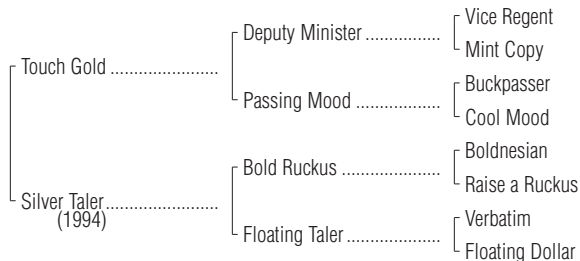 Vice Regent
Deputy Minister ................
Mint Copy
Touch Gold .......................
Buckpasser
Passing Mood ..................
Cool Mood
Boldnesian
Bold Ruckus .....................
Raise a Ruckus
Silver Taler........................
(1994)
Verbatim
Floating Taler....................
Floating Dollar